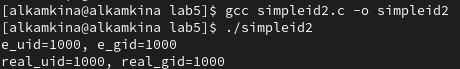 [alkamkina@alkamkina lab5]$ gcc simpleid2.c -o simpleid2
[alkamkina@alkamkina lab5]$ ./simpleid2
e_uid=1000, e_gid=1000
real_uid=1000, real_gid=1000